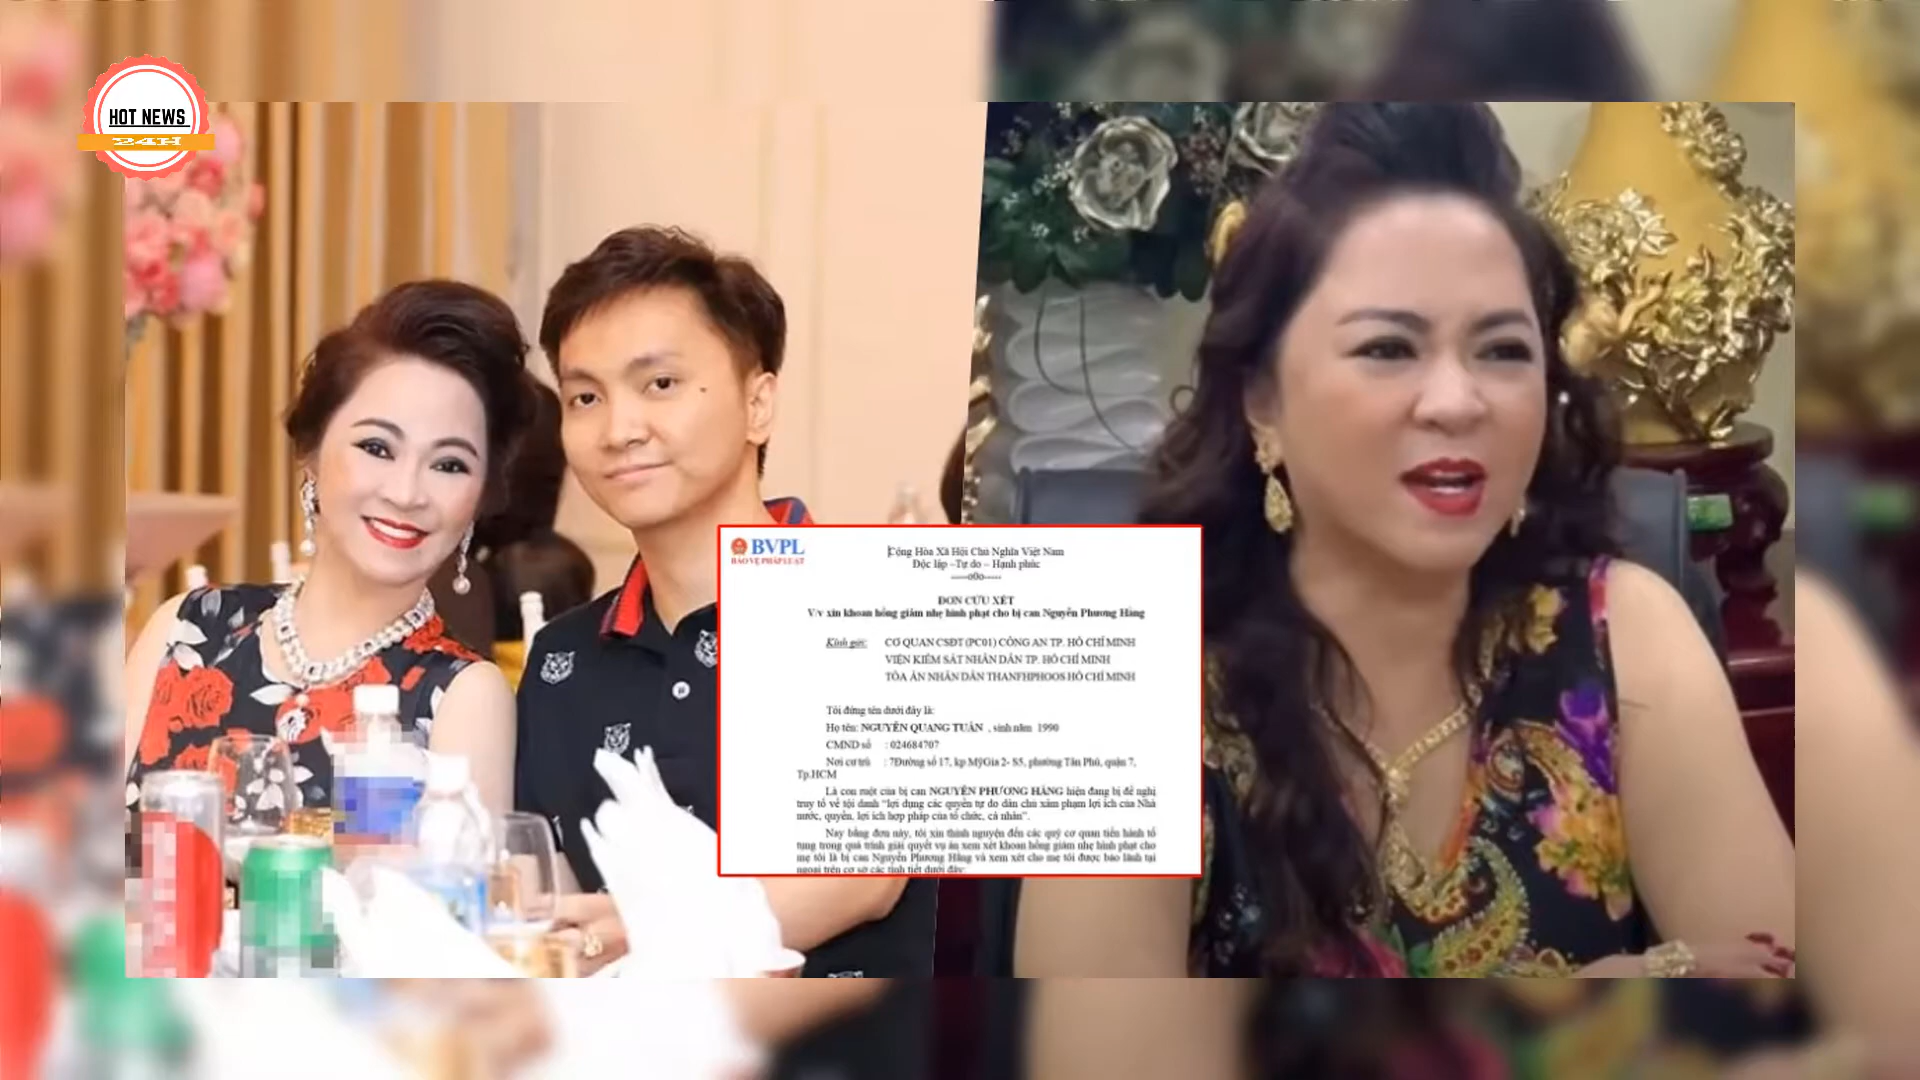 HOT NEWS
24H
BVPL
BẢO VỆ PHÁP LUẬT
Cộng Hòa Xã Hội Chủ Nghĩa Việt Nam
Độc lập –Tự do – Hạnh phúc
-----o0o-----
ĐƠN CỨU XÉT
V/v xin khoan hồng giảm nhẹ hình phạt cho bị can Nguyễn Phương Hằng
Kính gửi: CƠ QUAN CSĐT (PC01) CÔNG AN TP. HỒ CHÍ MINH
VIỆN KIỂM SÁT NHÂN DÂN TP. HỒ CHÍ MINH
TÒA ÁN NHÂN DÂN THANFHPHOOS HỒ CHÍ MINH
Tôi đứng tên dưới đây là:
Họ tên: NGUYỄN QUANG TUẤN , sinh năm 1990
CMND số : 024684707
Nơi cư trú : 7Đường số 17, kp MỹGia 2- S5, phường Tân Phú, quận 7,
Tp.HCM
Là con ruột của bị can NGUYỄN PHƯƠNG HẰNG hiện đang bị đề nghị
truy tố về tội danh "lợi dụng các quyền tự do dân chủ xâm phạm lợi ích của Nhà
nước, quyền, lợi ích hợp pháp của tổ chức, cá nhân".
Nay bằng đơn này, tôi xin thỉnh nguyện đến các quý cơ quan tiến hành tố
tụng trong quá trình giải quyết vụ án xem xét khoan hồng giảm nhẹ hình phạt cho
mẹ tôi là bị can Nguyễn Phương Hằng và xem xét cho mẹ tôi được bảo lãnh tại
ngoại trên cơ sở các tình tiết dưới đây: